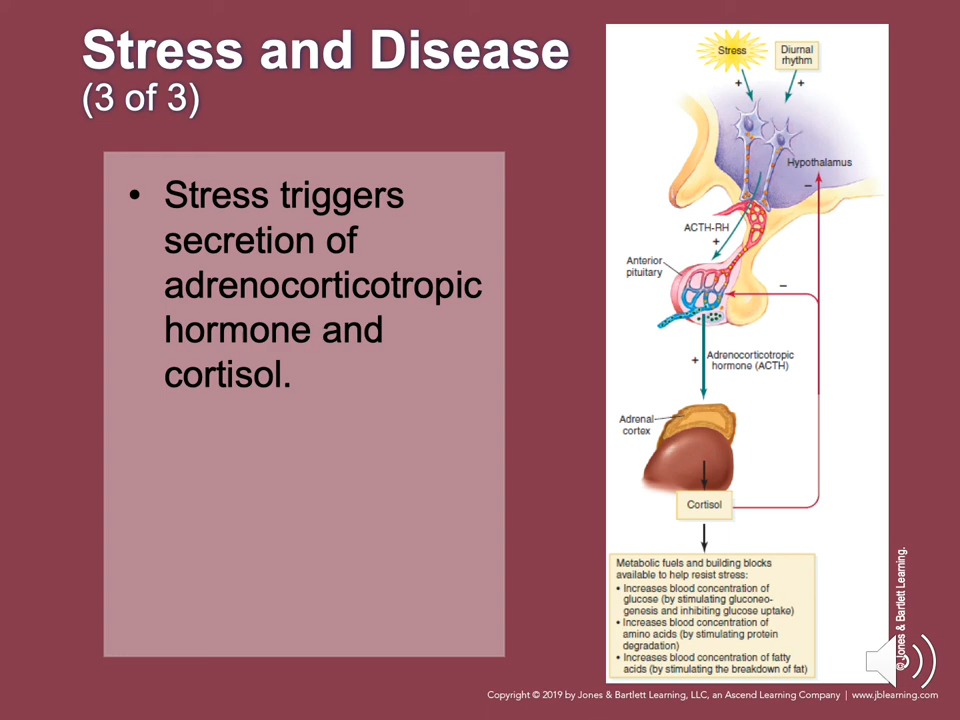 Stress and Disease
(3 of 3)
• Stress triggers
secretion of
adrenocorticotropic
hormone and
cortisol.
Stress
Diurnal
rhythm
+
+
Hypothalamus
–
ACTH-RH
+
Anterior
pituitary
–
+
Adrenocorticotropic
hormone (ACTH)
Adrenal
cortex
Cortisol
Metabolic fuels and building blocks
available to help resist stress:
• Increases blood concentration of
glucose (by stimulating gluconeo-
genesis and inhibiting glucose uptake)
• Increases blood concentration of
amino acids (by stimulating protein
degradation)
• Increases blood concentration of fatty
acids (by stimulating the breakdown of fat)
© Jones & Bartlett Learning.
Copyright © 2019 by Jones & Bartlett Learning, LLC, an Ascend Learning Company | www.jblearning.com